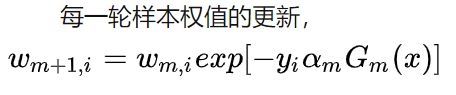 每一轮样本权值的更新，
w_{m+1,i} = w_{m,i}exp[-y_i α_m G_m(x)]